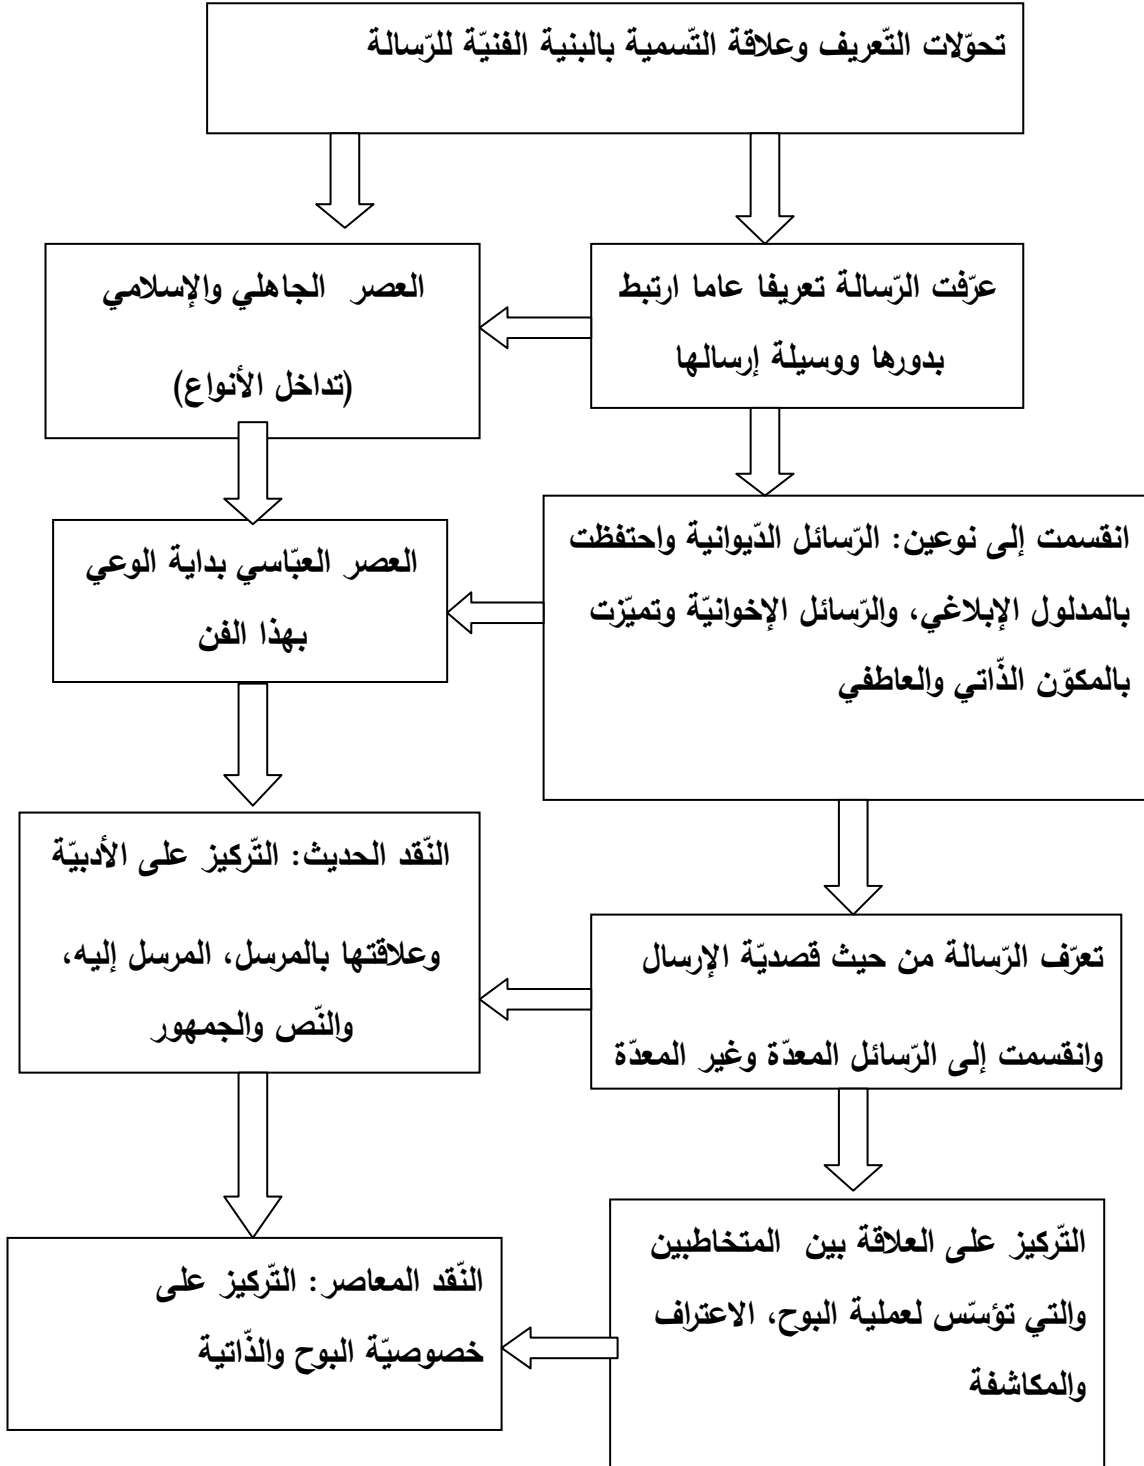 تحوّلات التّعريف وعلاقة التّسمية بالبنية الفنيّة للرّسالة
عرّفت الرّسالة تعريفا عاما ارتبط
بدورها ووسيلة إرسالها
العصر الجاهلي والإسلامي
(تداخل الأنواع)
انقسمت إلى نوعين: الرّسائل الدّيوانية واحتفظت
بالمدلول الإبلاغي، والرّسائل الإخوانيّة وتميّزت
بالمكوّن الذّاتي والعاطفي
العصر العبّاسي بداية الوعي
بهذا الفن
تعرّف الرّسالة من حيث قصديّة الإرسال
وانقسمت إلى الرّسائل المعدّة وغير المعدّة
النّقد الحديث: التّركيز على الأدبيّة
وعلاقتها بالمرسل، المرسل إليه،
والنّص والجمهور
التّركيز على العلاقة بين المتخاطبين
والتي تؤسّس لعملية البوح، الاعتراف
والمكاشفة
النّقد المعاصر: التّركيز على
خصوصيّة البوح والذّاتية